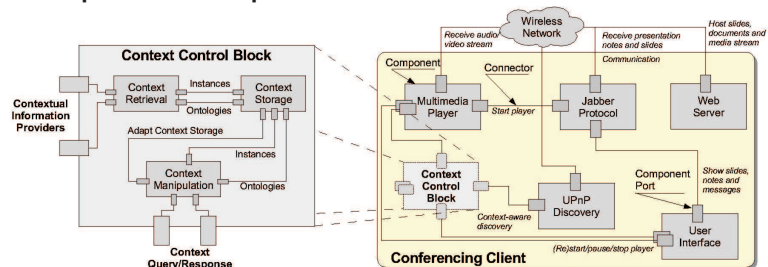 Context Control Block
Context
Retrieval
Instances
Ontologies
Context
Storage
Contextual
Information
Providers
Adapt Context Storage
Instances
Context
Manipulation
Ontologies
Context
Query/Response
Wireless
Network
Receive audio/
video stream
Receive presentation
notes and slides
Communication
Host slides,
documents and
media stream
Component
Connector
Multimedia
Player
Start player
Jabber
Protocol
Web
Server
Context
Control
Block
Context-aware
discovery
UPnP
Discovery
Component
Port
Show slides,
notes and
messages
User
Interface
(Re)start/pause/stop player
Conferencing Client